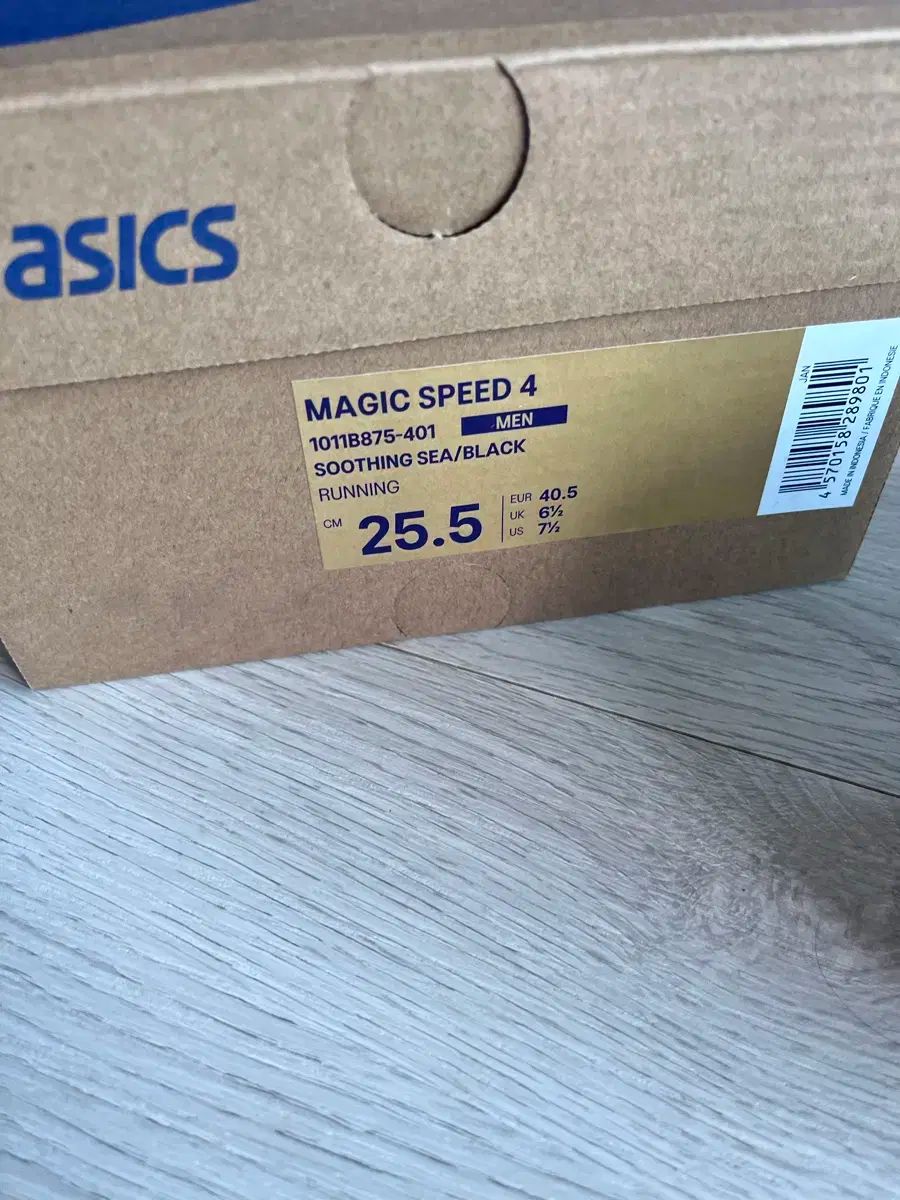 asics
MAGIC SPEED 4
1011B875-401 MEN
SOOTHING SEA/BLACK
RUNNING
CM 25.5
EUR 40.5
UK 6½
US 7½
JAN
4 570158 289801
MADE IN INDONESIA / FABRIQUE EN INDONESIE